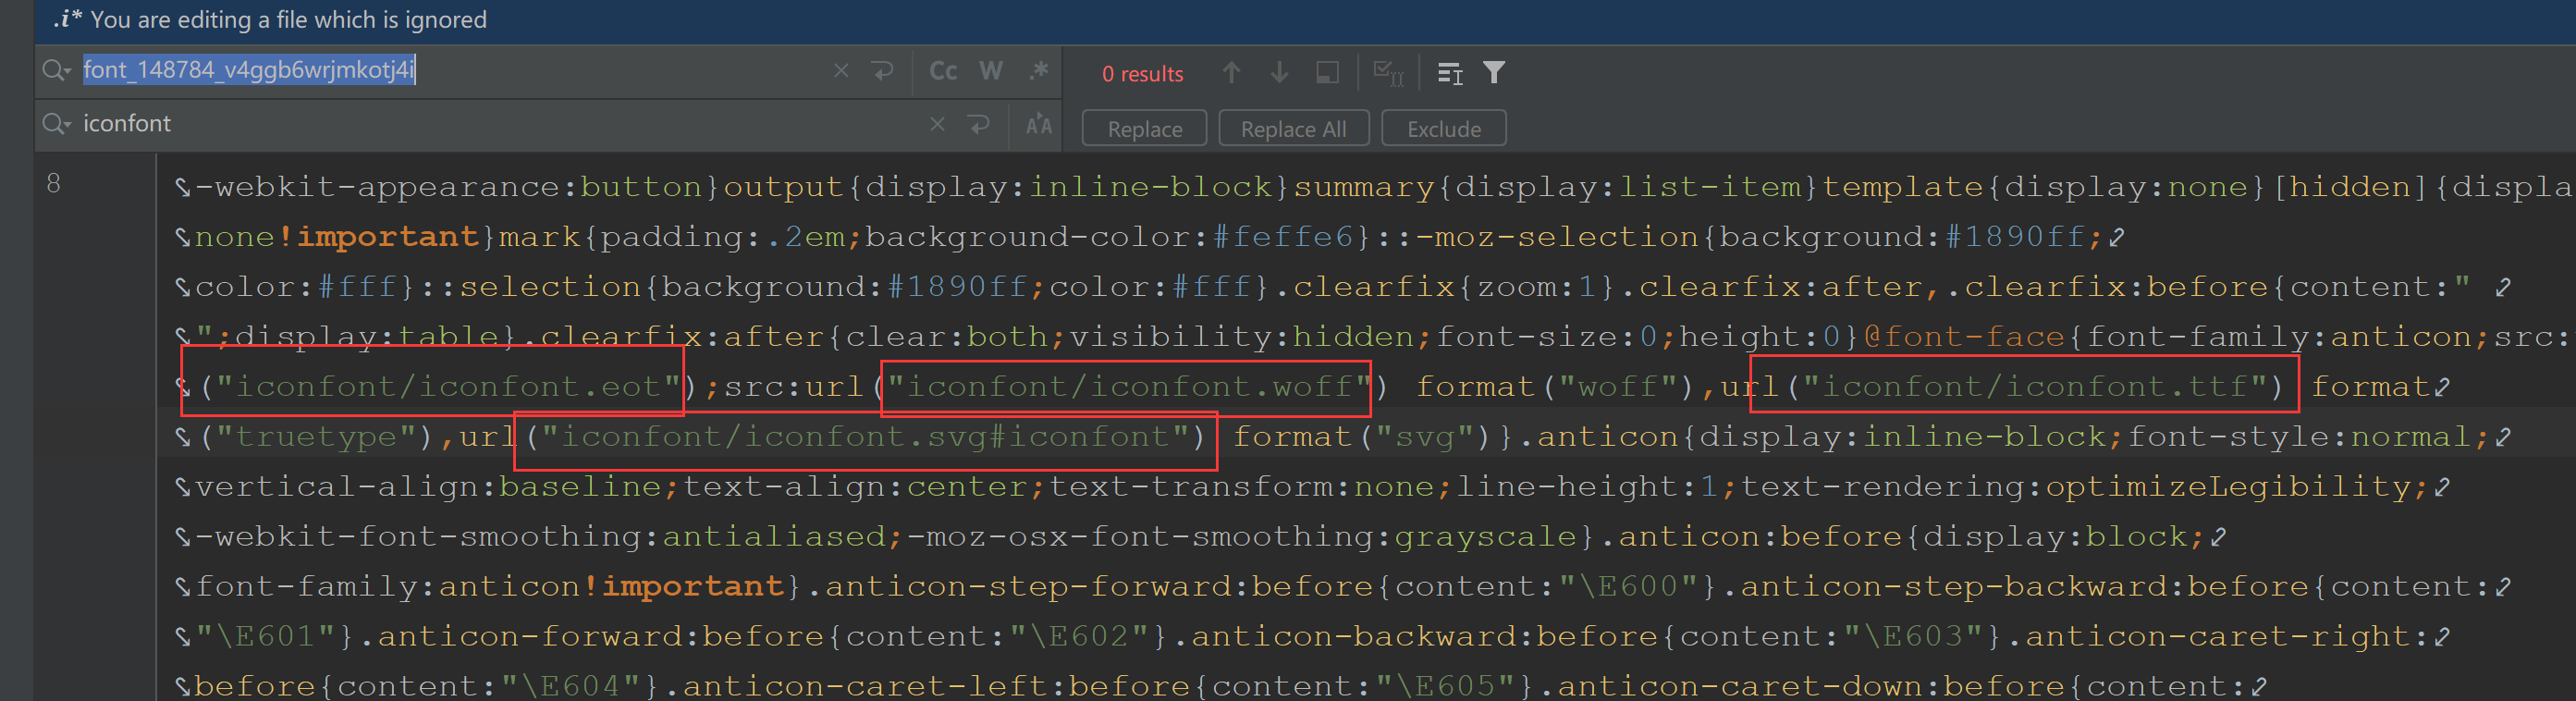 .i* You are editing a file which is ignored
font_148784_v4ggb6wrjmkotj4i
Cc W .*
0 results
iconfont
Replace Replace All Exclude
8
-webkit-appearance:button}output{display:inline-block}summary{display:list-item}template{display:none}[hidden]{displa
none!important}mark{padding:.2em;background-color:#feffe6}::-moz-selection{background:#1890ff;
color:#fff}::selection{background:#1890ff;color:#fff}.clearfix{zoom:1}.clearfix:after,.clearfix:before{content:"
";display:table}.clearfix:after{clear:both;visibility:hidden;font-size:0;height:0}@font-face{font-family:anticon;src:
("iconfont/iconfont.eot");src:url("iconfont/iconfont.woff") format("woff"),url("iconfont/iconfont.ttf") format
("truetype"),url("iconfont/iconfont.svg#iconfont") format("svg")}.anticon{display:inline-block;font-style:normal;
vertical-align:baseline;text-align:center;text-transform:none;line-height:1;text-rendering:optimizeLegibility;
-webkit-font-smoothing:antialiased;-moz-osx-font-smoothing:grayscale}.anticon:before{display:block;
font-family:anticon!important}.anticon-step-forward:before{content:"\E600"}.anticon-step-backward:before{content:
"\E601"}.anticon-forward:before{content:"\E602"}.anticon-backward:before{content:"\E603"}.anticon-caret-right:
before{content:"\E604"}.anticon-caret-left:before{content:"\E605"}.anticon-caret-down:before{content: